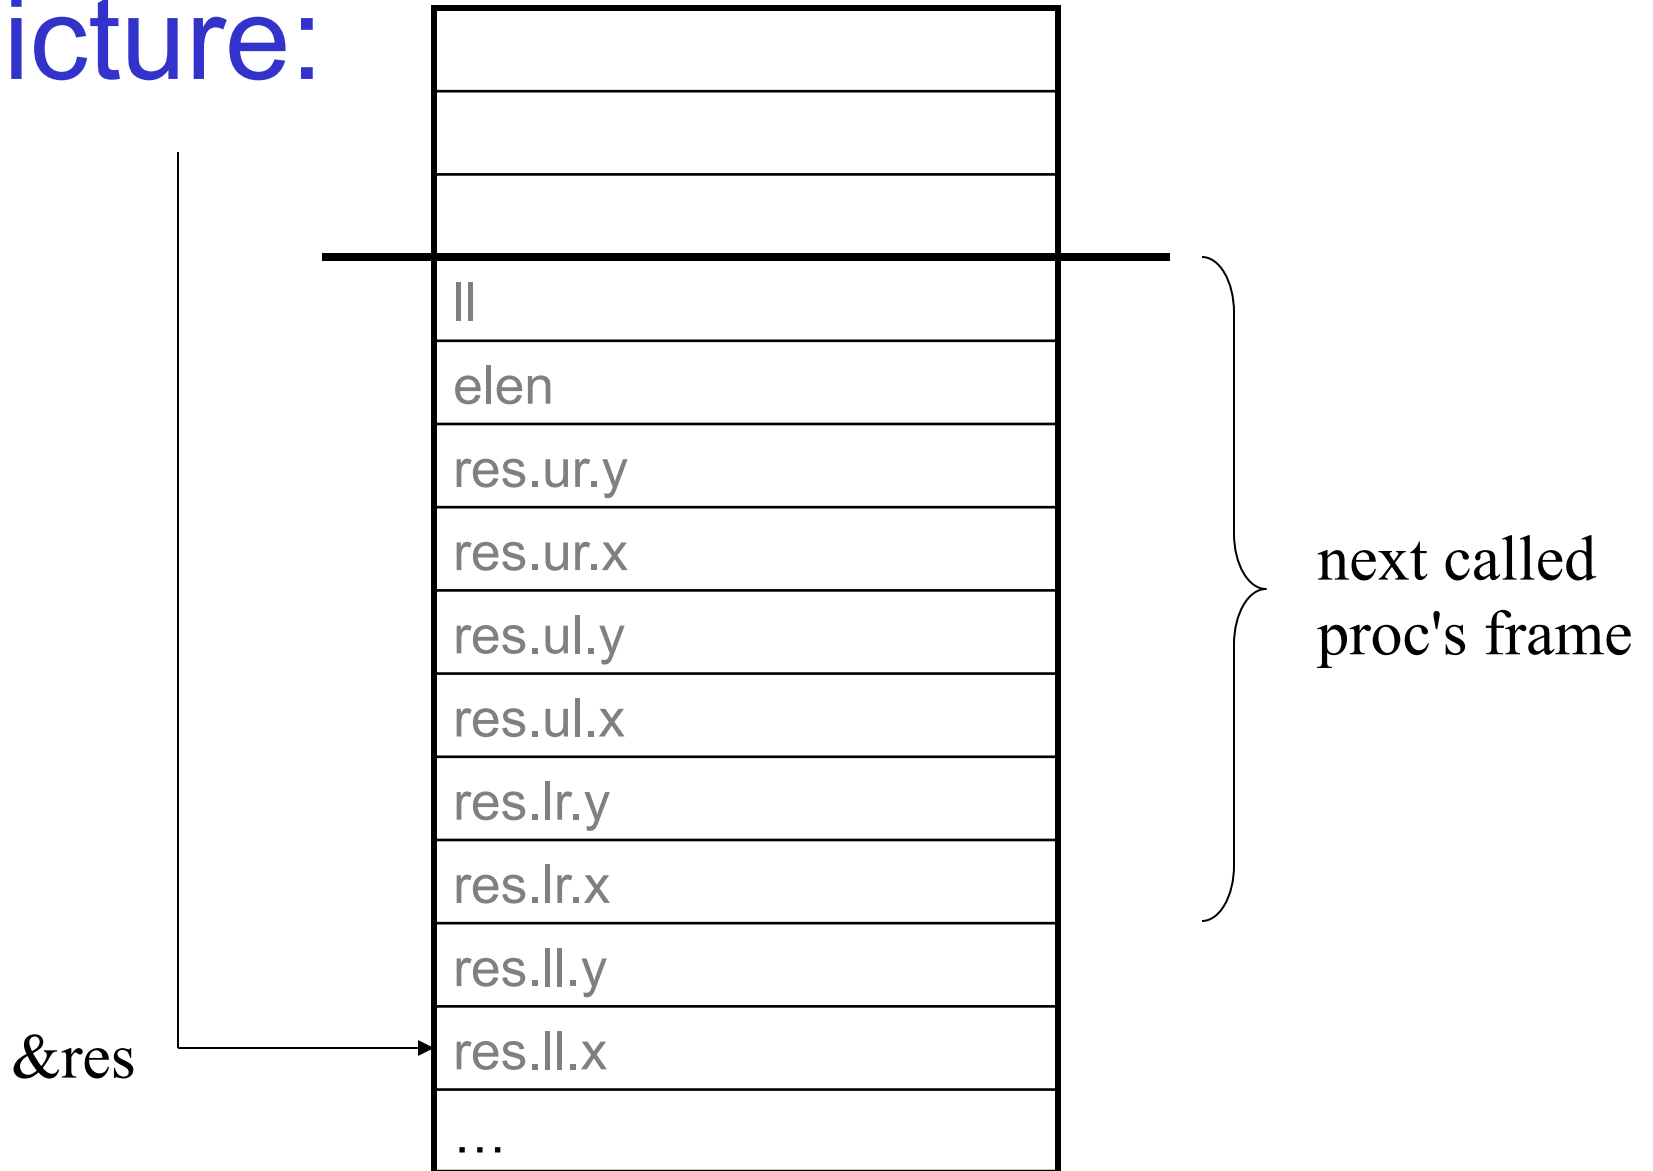 icture:
ll
elen
res.ur.y
res.ur.x
res.ul.y
res.ul.x
res.lr.y
res.lr.x
res.ll.y
res.ll.x
…
&res
next called
proc's frame